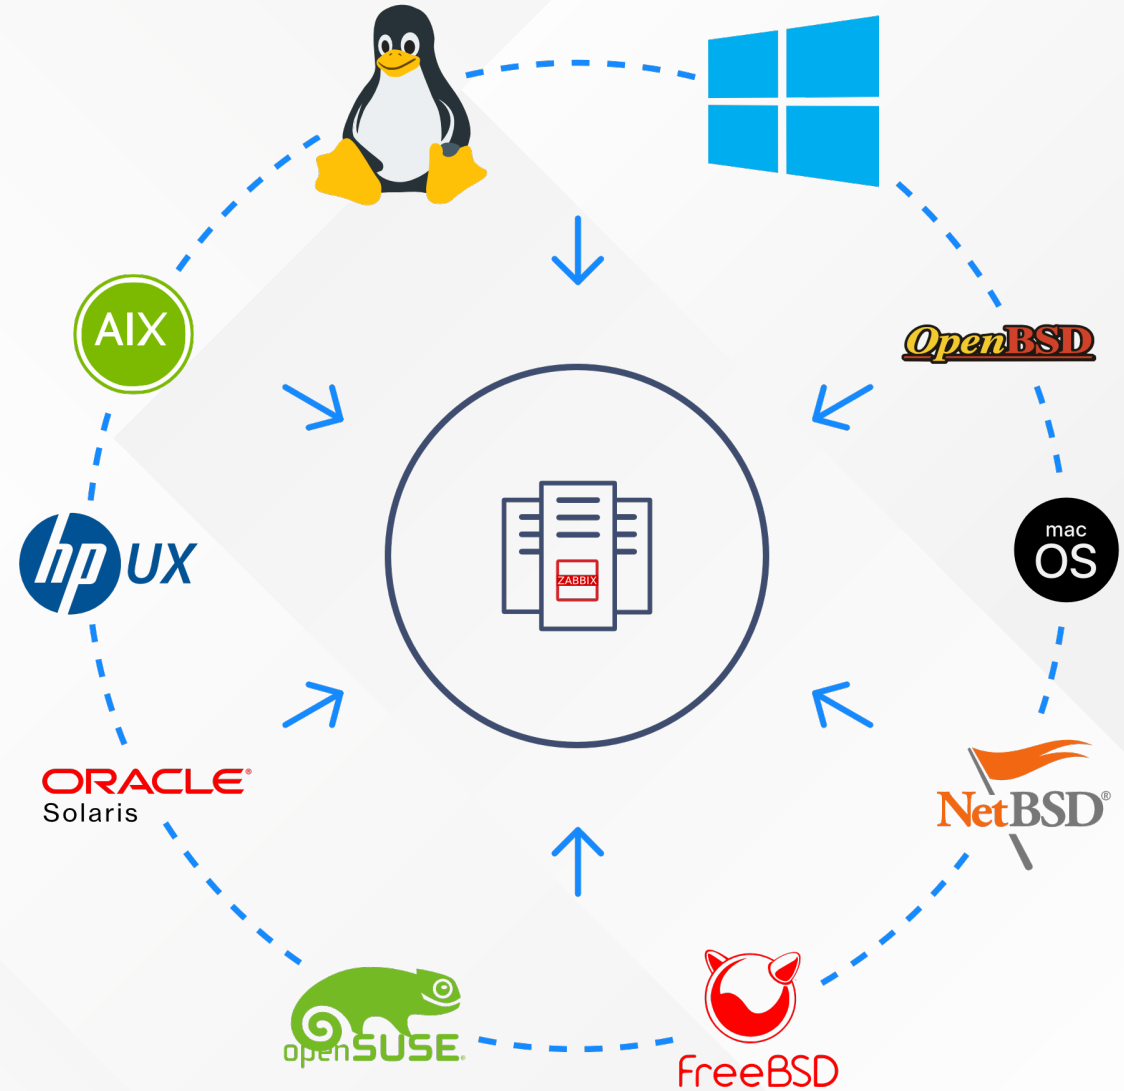 AIX
OpenBSD
hp UX
mac
OS
ZABBIX
ORACLE®
Solaris
NetBSD®
openSUSE.
FreeBSD